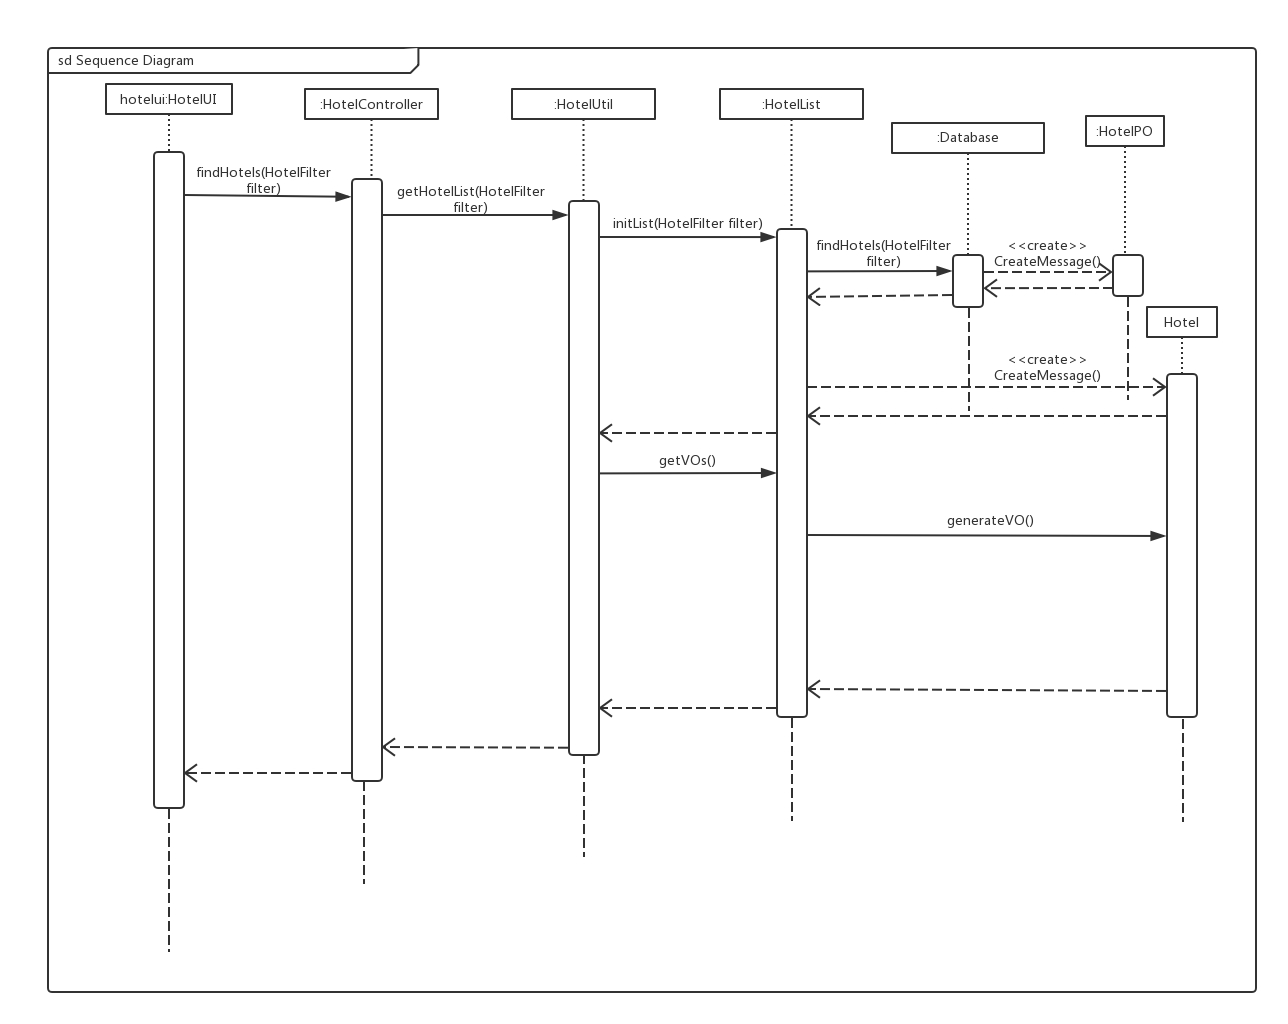 sd Sequence Diagram
hotelui:HotelUI
:HotelController
:HotelUtil
:HotelList
:Database
:HotelPO
findHotels(HotelFilter
filter)
getHotelList(HotelFilter
filter)
initList(HotelFilter filter)
findHotels(HotelFilter
filter)
<<create>>
CreateMessage()
Hotel
<<create>>
CreateMessage()
getVOs()
generateVO()